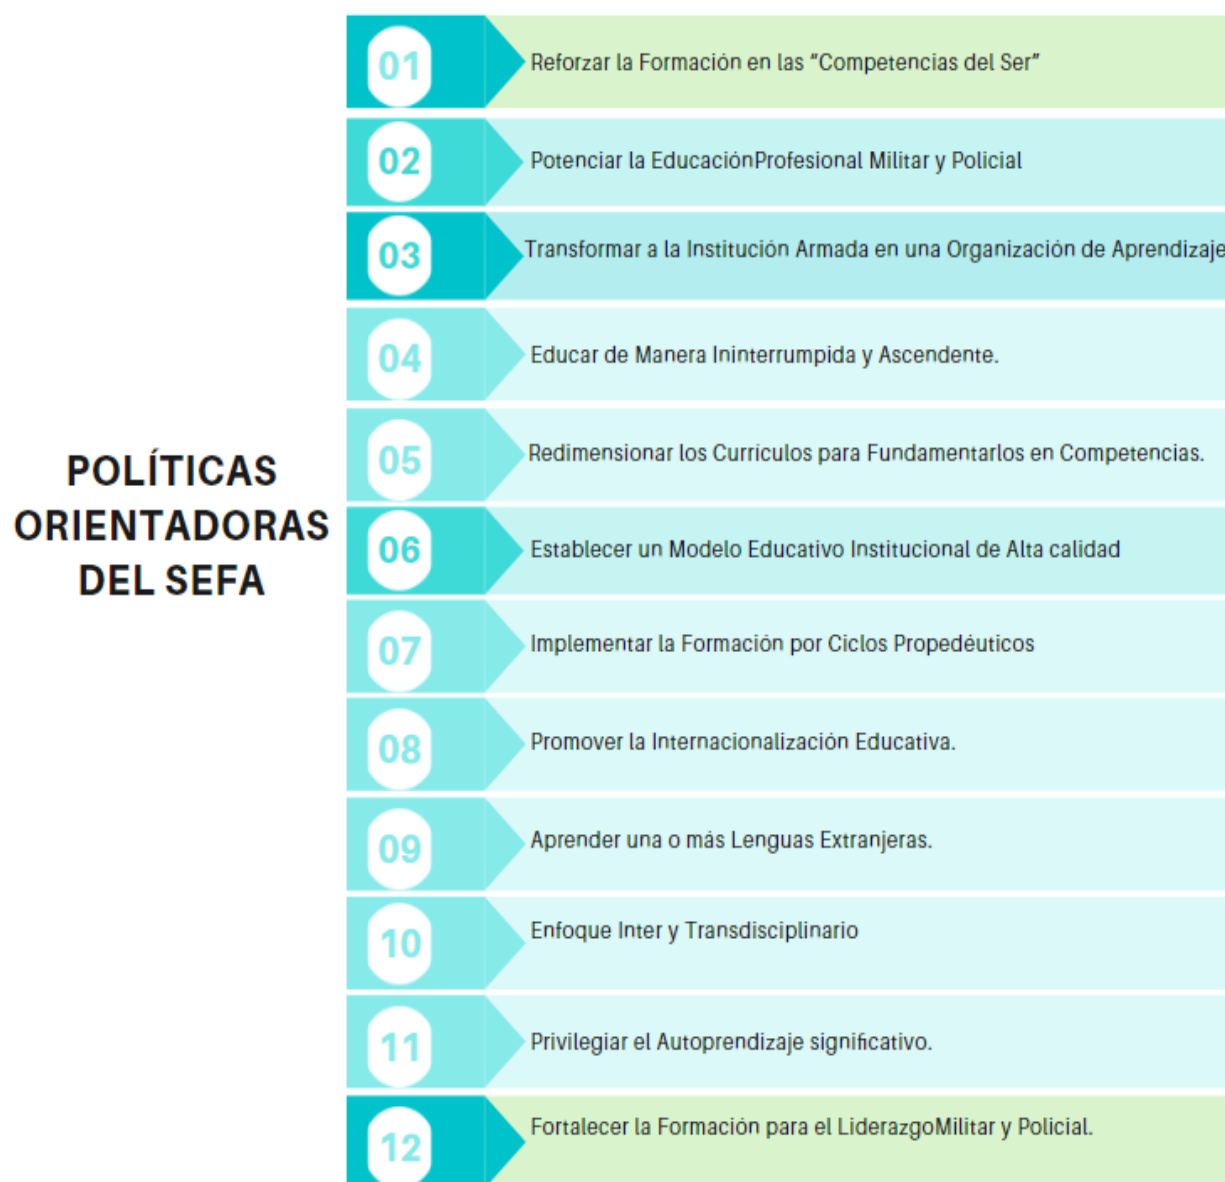 POLÍTICAS
ORIENTADORAS
DEL SEFA
01
Reforzar la Formación en las "Competencias del Ser"
02
Potenciar la EducaciónProfesional Militar y Policial
03
Transformar a la Institución Armada en una Organización de Aprendizaje
04
Educar de Manera Ininterrumpida y Ascendente.
05
Redimensionar los Currículos para Fundamentarlos en Competencias.
06
Establecer un Modelo Educativo Institucional de Alta calidad
07
Implementar la Formación por Ciclos Propedéuticos
08
Promover la Internacionalización Educativa.
09
Aprender una o más Lenguas Extranjeras.
10
Enfoque Inter y Transdisciplinario
11
Privilegiar el Autoprendizaje significativo.
12
Fortalecer la Formación para el LiderazgoMilitar y Policial.